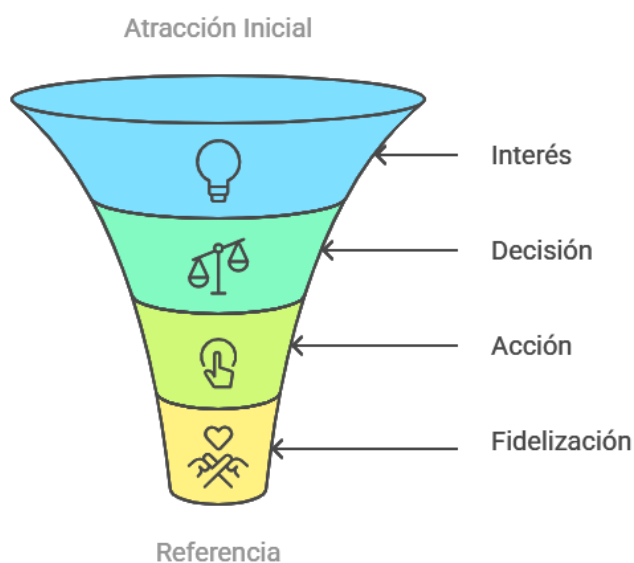 Atracción Inicial
Interés
Decisión
Acción
Fidelización
Referencia